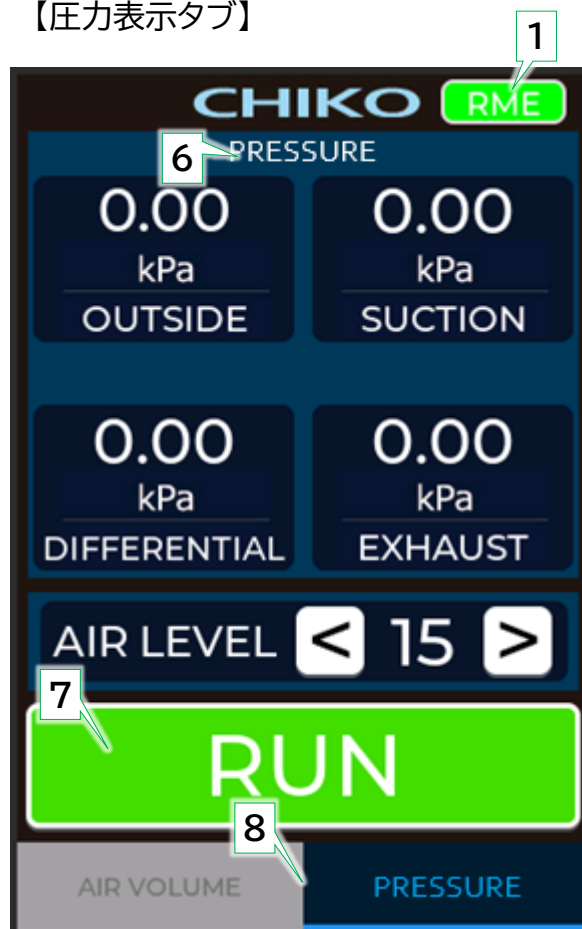 【圧力表示タブ】
1
CHIKO RME
6 PRESSURE
0.00 0.00
kPa kPa
OUTSIDE SUCTION
0.00 0.00
kPa kPa
DIFFERENTIAL EXHAUST
AIR LEVEL < 15 >
7
RUN
8
AIR VOLUME PRESSURE